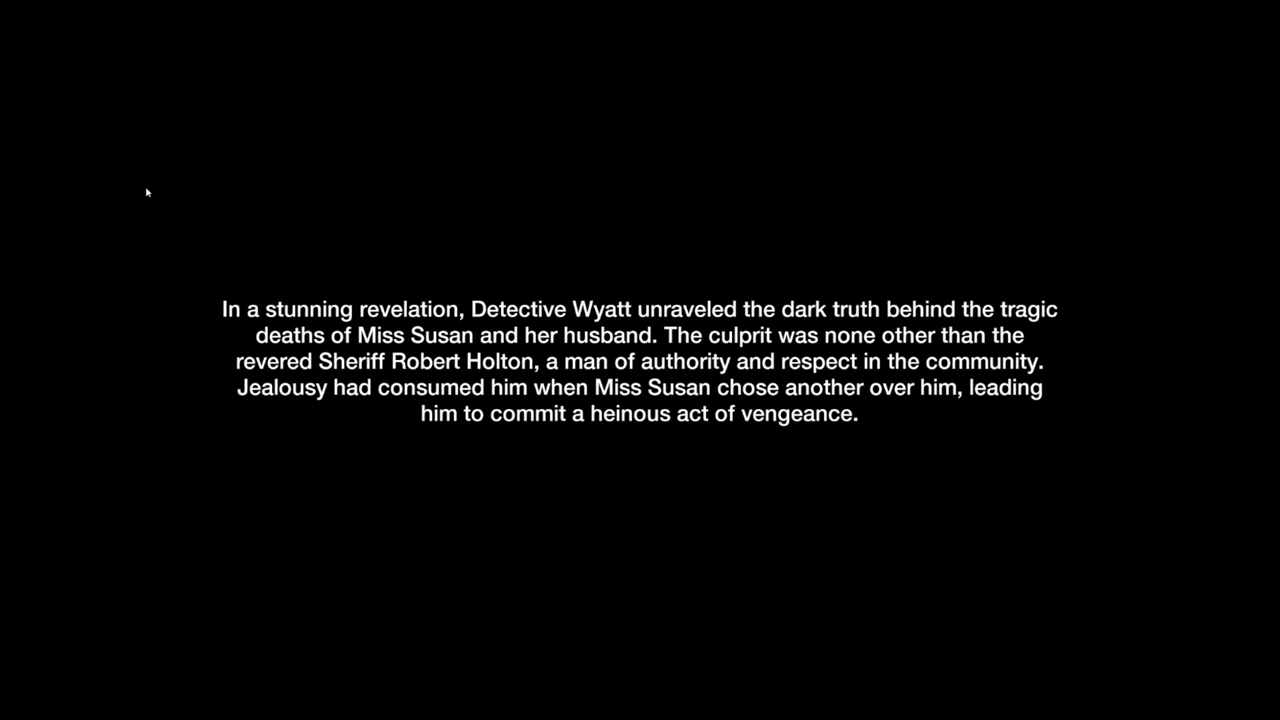 In a stunning revelation, Detective Wyatt unraveled the dark truth behind the tragic
deaths of Miss Susan and her husband. The culprit was none other than the
revered Sheriff Robert Holton, a man of authority and respect in the community.
Jealousy had consumed him when Miss Susan chose another over him, leading
him to commit a heinous act of vengeance.